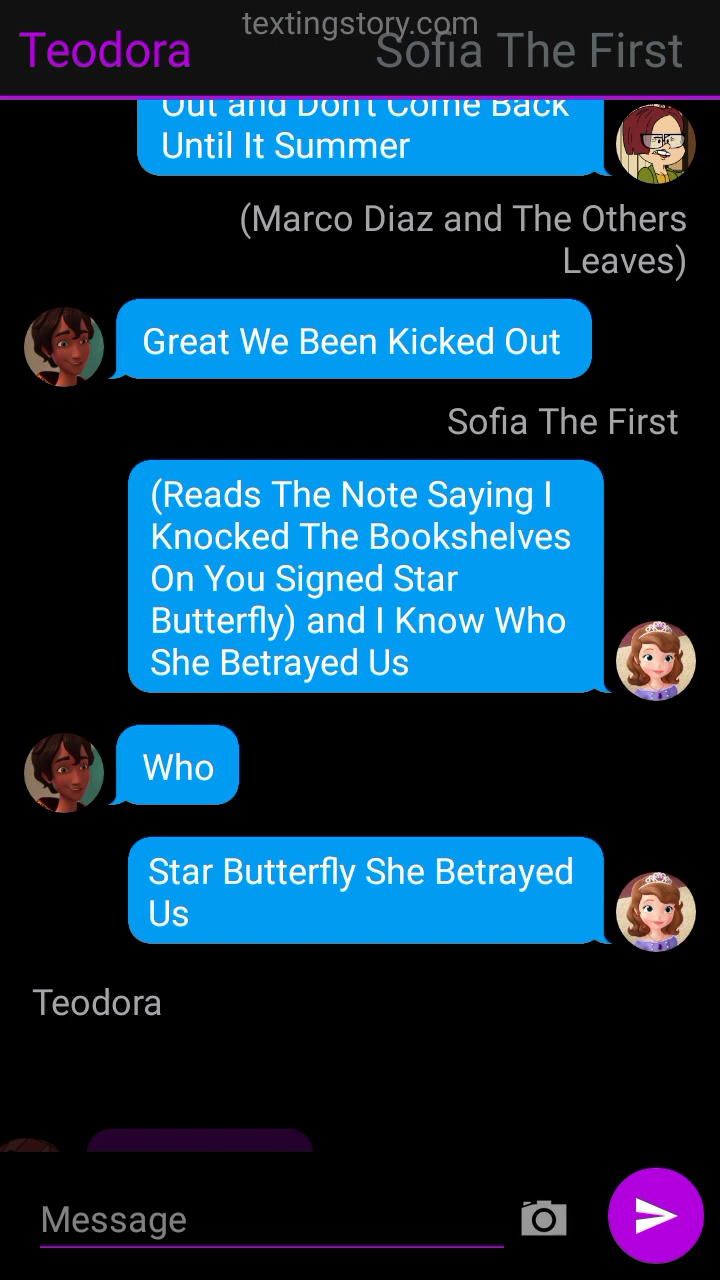 textingstory.com
Teodora
Sofia The First
Out and Don't Come Back
Until It Summer
(Marco Diaz and The Others
Leaves)
Great We Been Kicked Out
Sofia The First
(Reads The Note Saying I
Knocked The Bookshelves
On You Signed Star
Butterfly) and I Know Who
She Betrayed Us
Who
Star Butterfly She Betrayed
Us
Teodora
Message